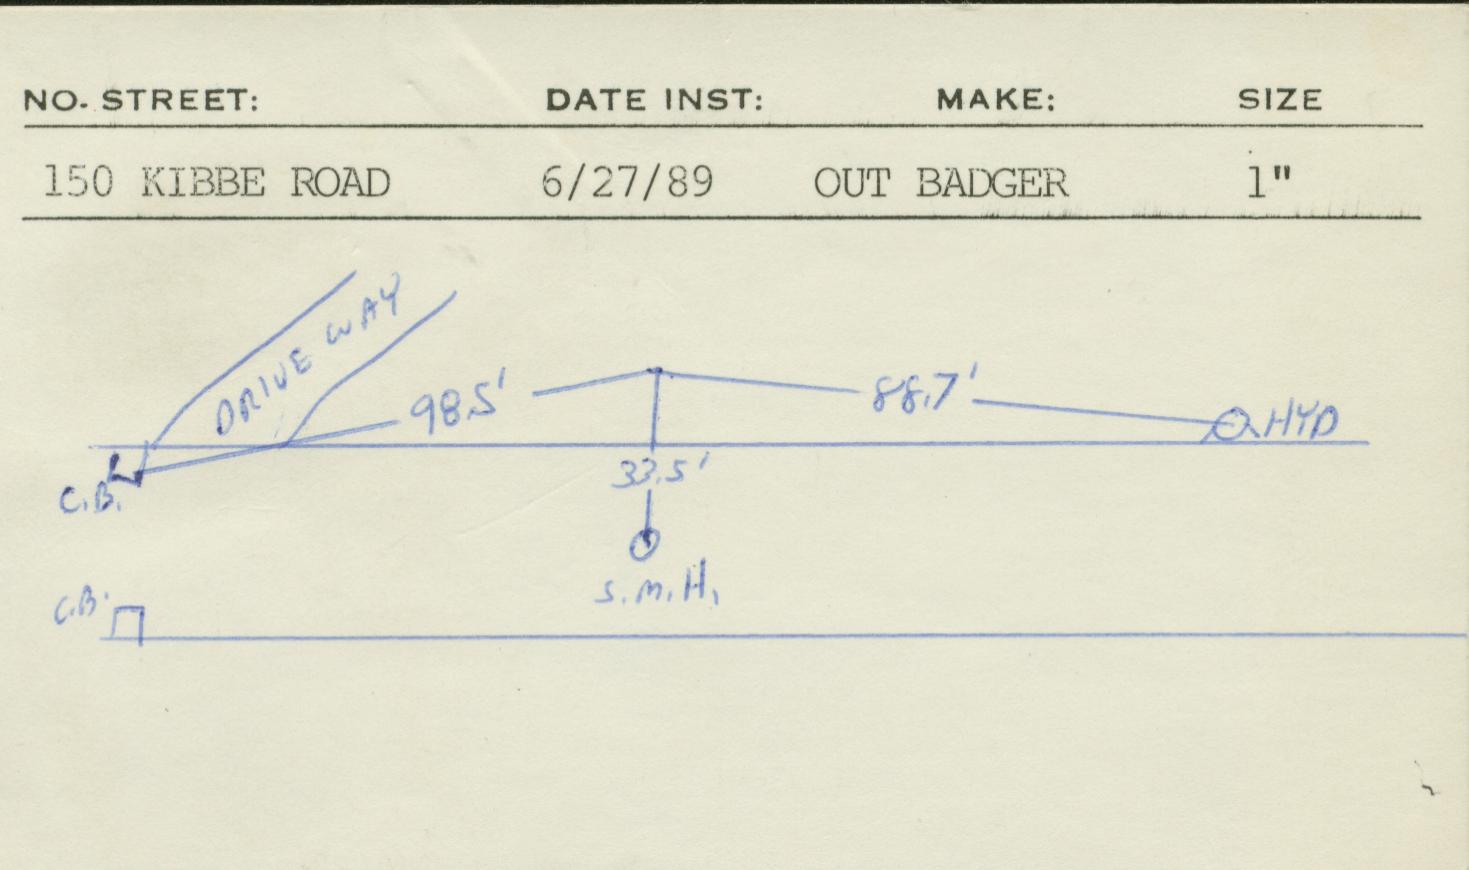 NO. STREET: DATE INST: MAKE: SIZE
150 KIBBE ROAD 6/27/89 OUT BADGER 1"
DRIVE WAY
98.5' 88.7'
HYD
33.5'
C.B.
S.M.H.
C.B.